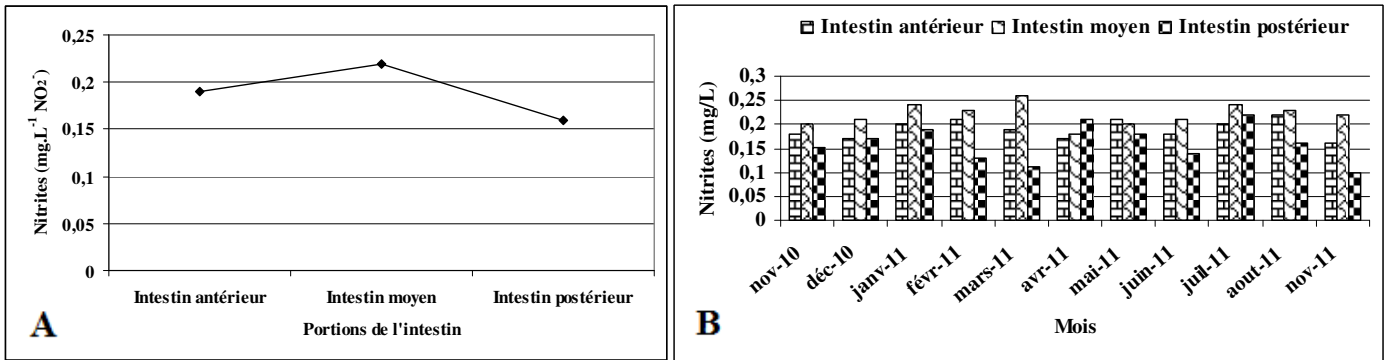 0,25
0,2
0,15
0,1
0,05
0
Nitrites (mg.L⁻¹ NO₂⁻)
Intestin antérieur Intestin moyen Intestin postérieur
Portions de l'intestin
A
Intestin antérieur Intestin moyen Intestin postérieur
0,3
0,25
0,2
0,15
0,1
0,05
0
Nitrites (mg/L)
nov-10 déc-10 janv-11 févr-11 mars-11 avr-11 mai-11 juin-11 juil-11 aout-11 nov-11
Mois
B